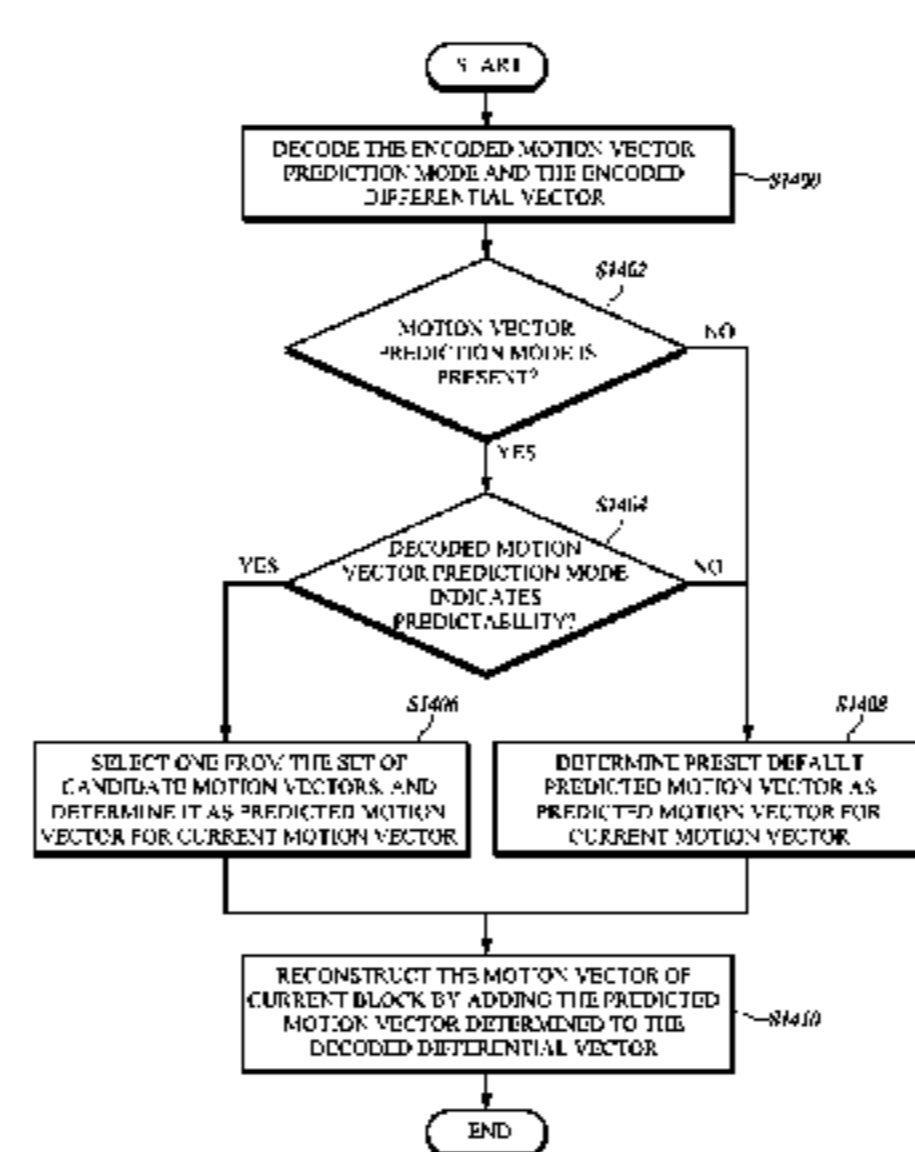 START
DECODE THE ENCODED MOTION VECTOR
PREDICTION MODE AND THE ENCODED
DIFFERENTIAL VECTOR
S1400
S1402
MOTION VECTOR
PREDICTION MODE IS
PRESENT?
NO
YES
S1404
DECODED MOTION
VECTOR PREDICTION MODE
INDICATES
PREDICTABILITY?
YES
NO
S1406
SELECT ONE FROM THE SET OF
CANDIDATE MOTION VECTORS, AND
DETERMINE IT AS PREDICTED MOTION
VECTOR FOR CURRENT MOTION VECTOR
S1408
DETERMINE PRESET DEFAULT
PREDICTED MOTION VECTOR AS
PREDICTED MOTION VECTOR FOR
CURRENT MOTION VECTOR
RECONSTRUCT THE MOTION VECTOR OF
CURRENT BLOCK BY ADDING THE PREDICTED
MOTION VECTOR DETERMINED TO THE
DECODED DIFFERENTIAL VECTOR
S1410
END